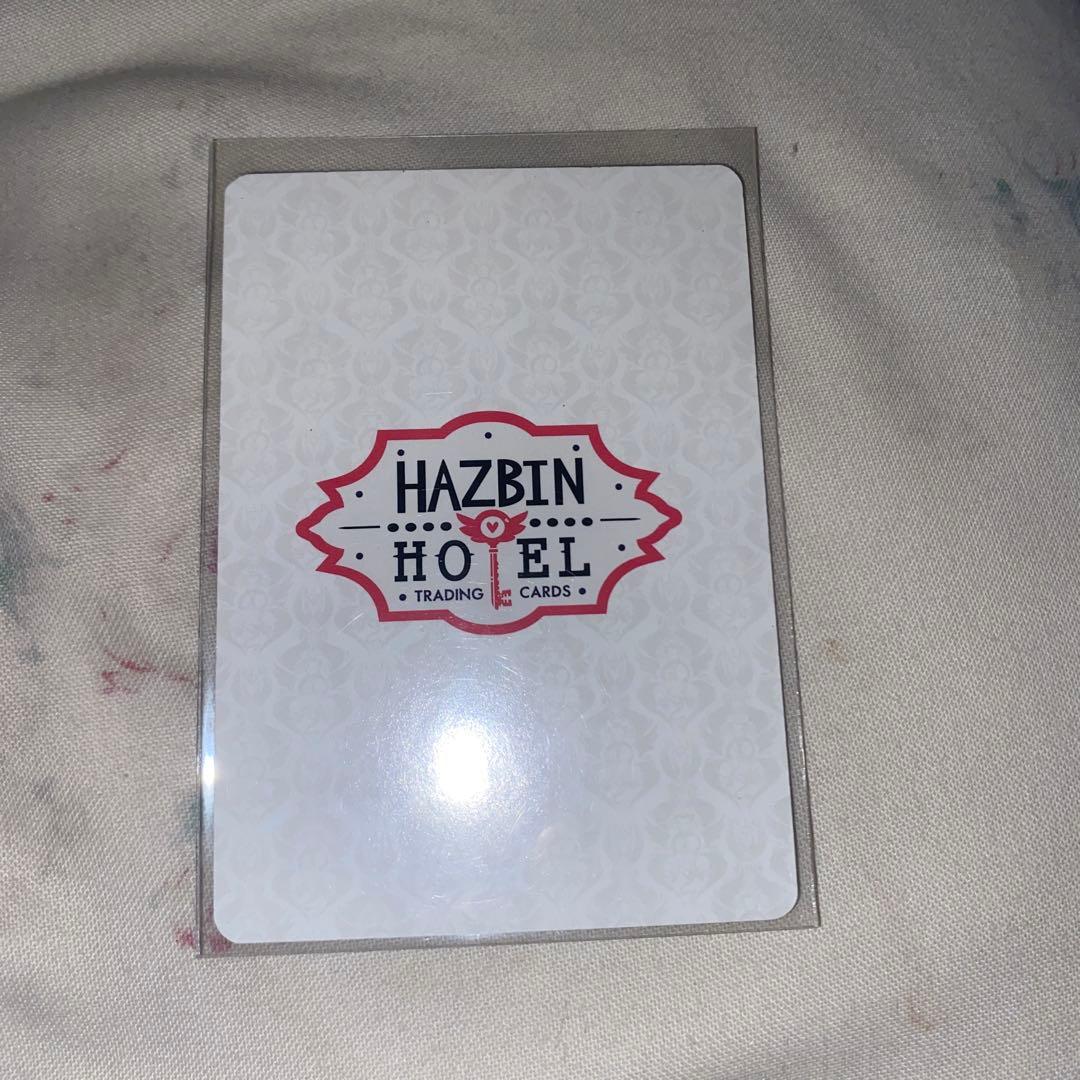 HAZBIN
HOTEL
• TRADING CARDS •